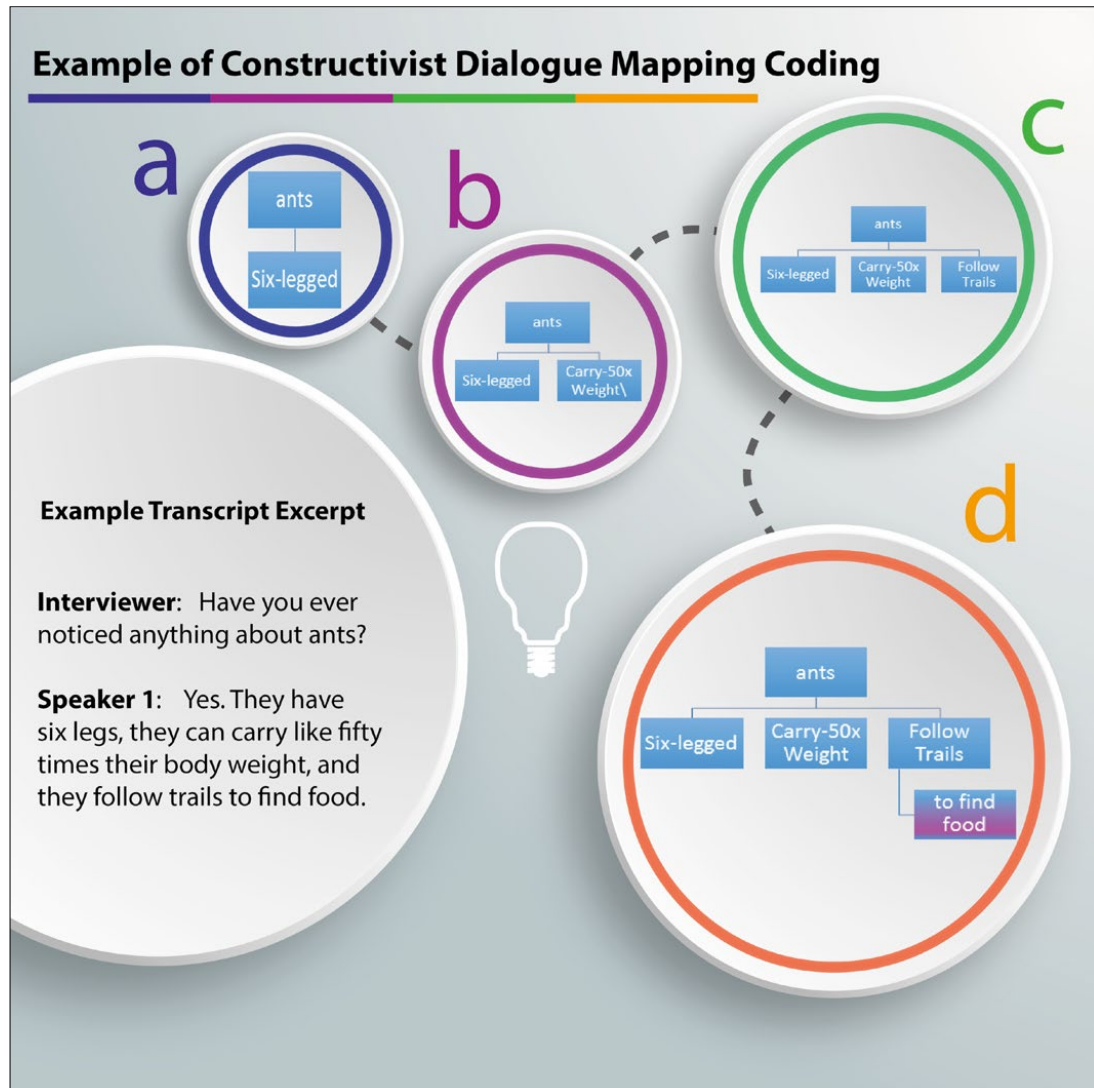 Example of Constructivist Dialogue Mapping Coding
a
ants
Six-legged
b
ants
Six-legged
Carry-50x
Weight\
c
ants
Six-legged
Carry-50x
Weight
Follow
Trails
Example Transcript Excerpt
Interviewer: Have you ever
noticed anything about ants?
Speaker 1: Yes. They have
six legs, they can carry like fifty
times their body weight, and
they follow trails to find food.
d
ants
Six-legged
Carry-50x
Weight
Follow
Trails
to find
food